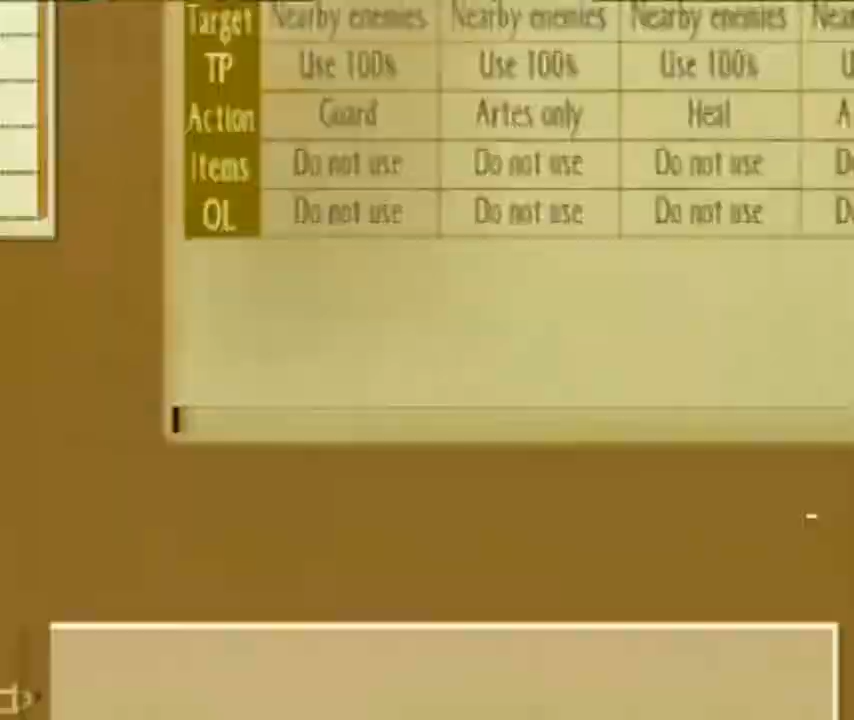 Target Nearby enemies Nearby enemies Nearby enemies
TP Use 100% Use 100% Use 100%
Action Guard Artes only Heal
Items Do not use Do not use Do not use
OL Do not use Do not use Do not use